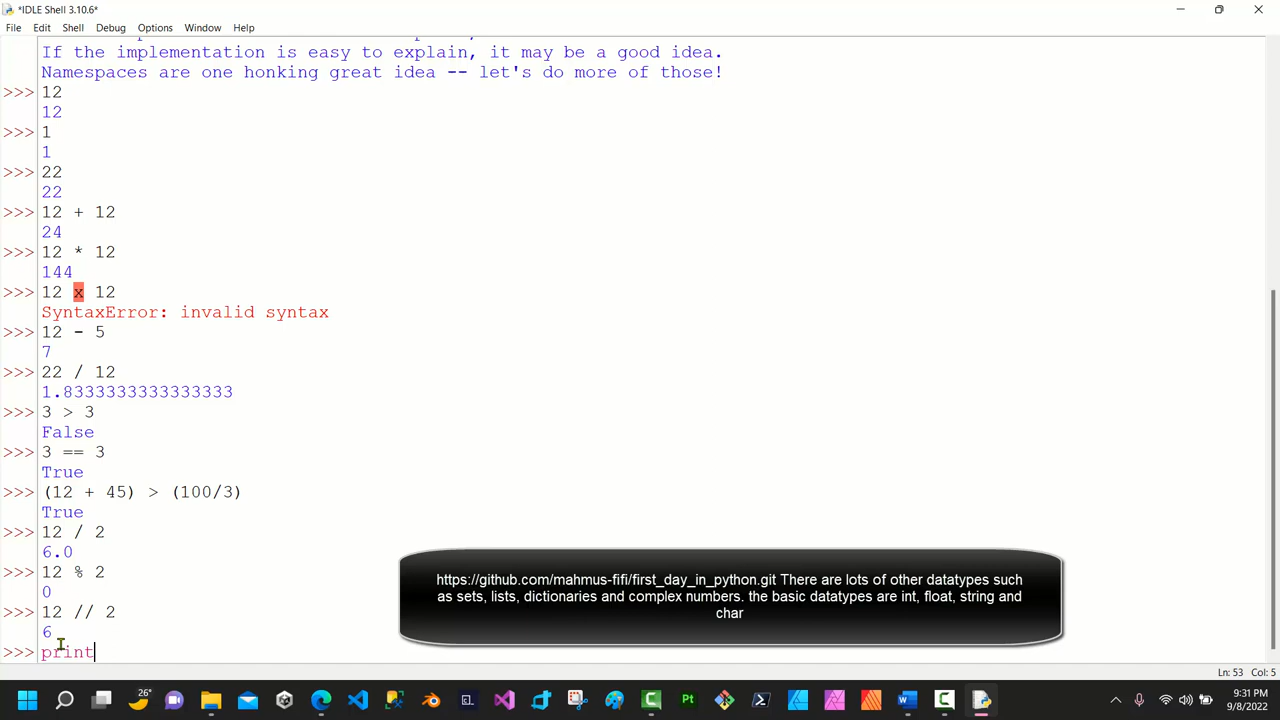 *IDLE Shell 3.10.6*
File Edit Shell Debug Options Window Help
If the implementation is easy to explain, it may be a good idea.
Namespaces are one honking great idea -- let's do more of those!
>>> 12
12
>>> 1
1
>>> 22
22
>>> 12 + 12
24
>>> 12 * 12
144
>>> 12 x 12
SyntaxError: invalid syntax
>>> 12 - 5
7
>>> 22 / 12
1.8333333333333333
>>> 3 > 3
False
>>> 3 == 3
True
>>> (12 + 45) > (100/3)
True
>>> 12 / 2
6.0
>>> 12 % 2
0
>>> 12 // 2
6
>>> print
https://github.com/mahmus-fifi/first_day_in_python.git There are lots of other datatypes such
as sets, lists, dictionaries and complex numbers. the basic datatypes are int, float, string and
char
Ln: 53 Col: 5
26°
Pt
9:31 PM
9/8/2022